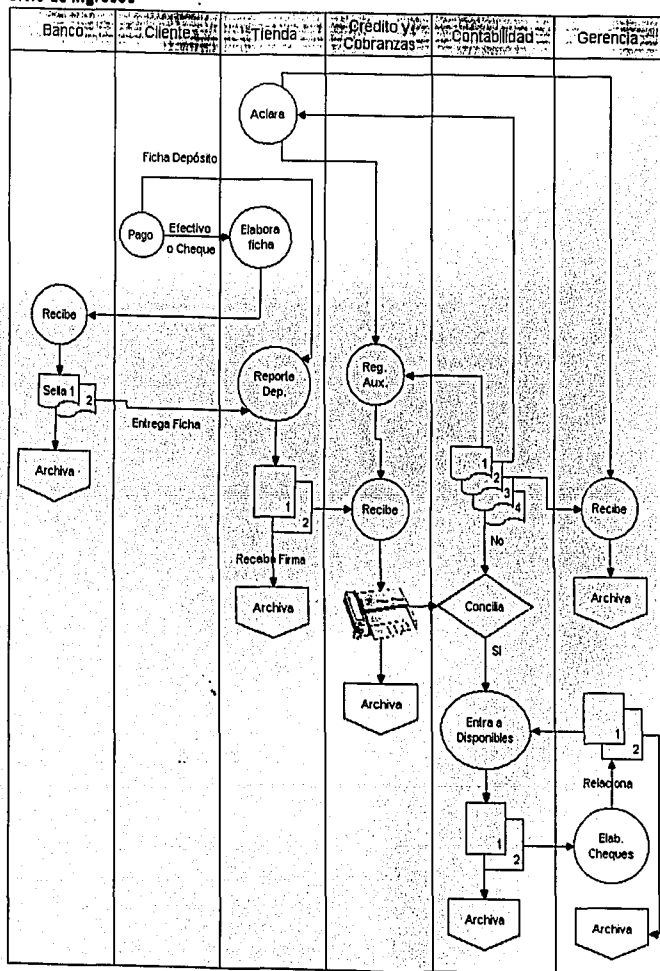 Banco
Cliente
Tienda
Crédito y
Cobranzas
Contabilidad
Gerencia
Aclara
Ficha Depósito
Pago
Efectivo
o Cheque
Elabora
ficha
Recibe
Sella 1
2
Entrega Ficha
Archiva
Reporte
Dep.
Reg.
Aux.
1
2
3
4
1
2
Recibe
Recibe
No
Recaba Firma
Archiva
Concilia
Archiva
SI
Archiva
Entra a
Disponibles
1
2
Relaciona
1
2
Elab.
Cheques
Archiva
Archiva